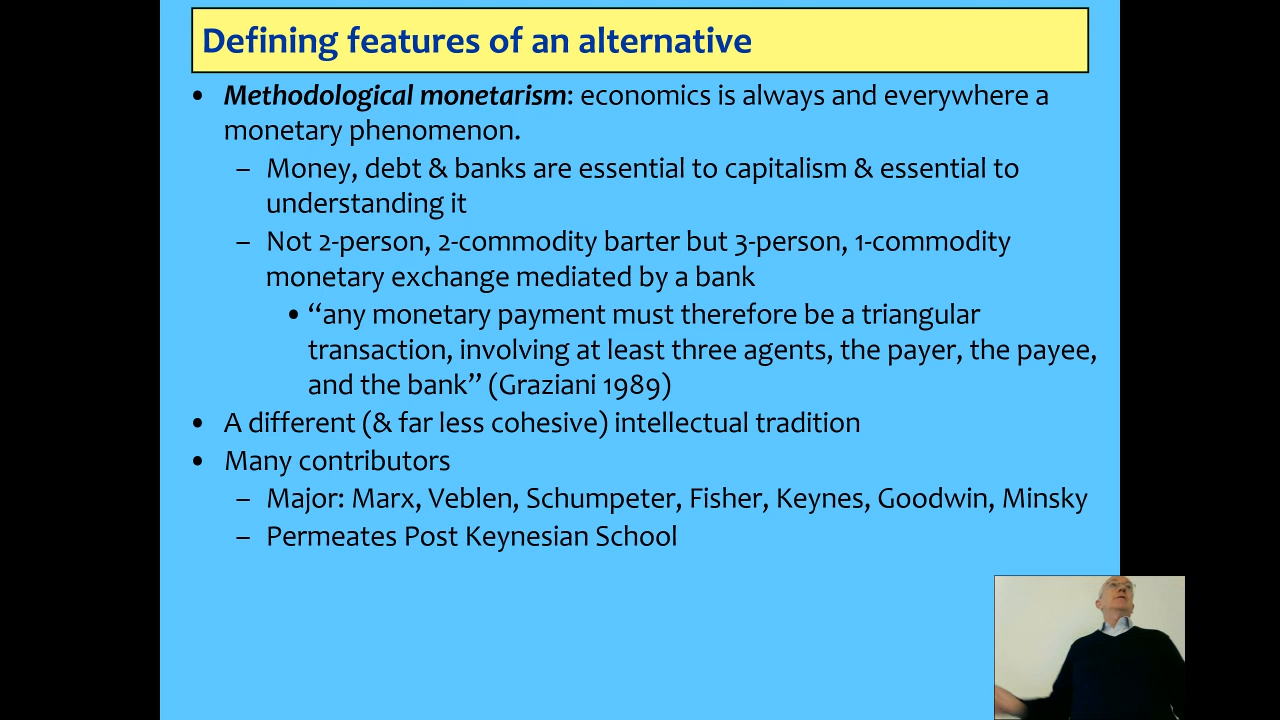 Defining features of an alternative
• Methodological monetarism: economics is always and everywhere a
monetary phenomenon.
– Money, debt & banks are essential to capitalism & essential to
understanding it
– Not 2-person, 2-commodity barter but 3-person, 1-commodity
monetary exchange mediated by a bank
• “any monetary payment must therefore be a triangular
transaction, involving at least three agents, the payer, the payee,
and the bank” (Graziani 1989)
• A different (& far less cohesive) intellectual tradition
• Many contributors
– Major: Marx, Veblen, Schumpeter, Fisher, Keynes, Goodwin, Minsky
– Permeates Post Keynesian School